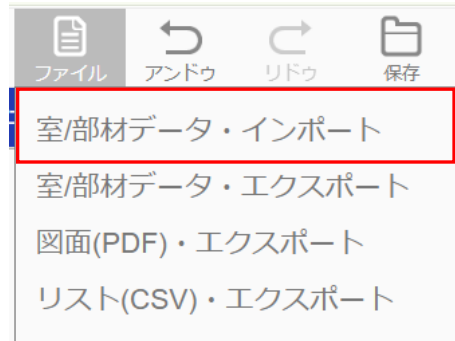 ファイル アンドゥ リドゥ 保存
室/部材データ・インポート
室/部材データ・エクスポート
図面(PDF)・エクスポート
リスト(CSV)・エクスポート